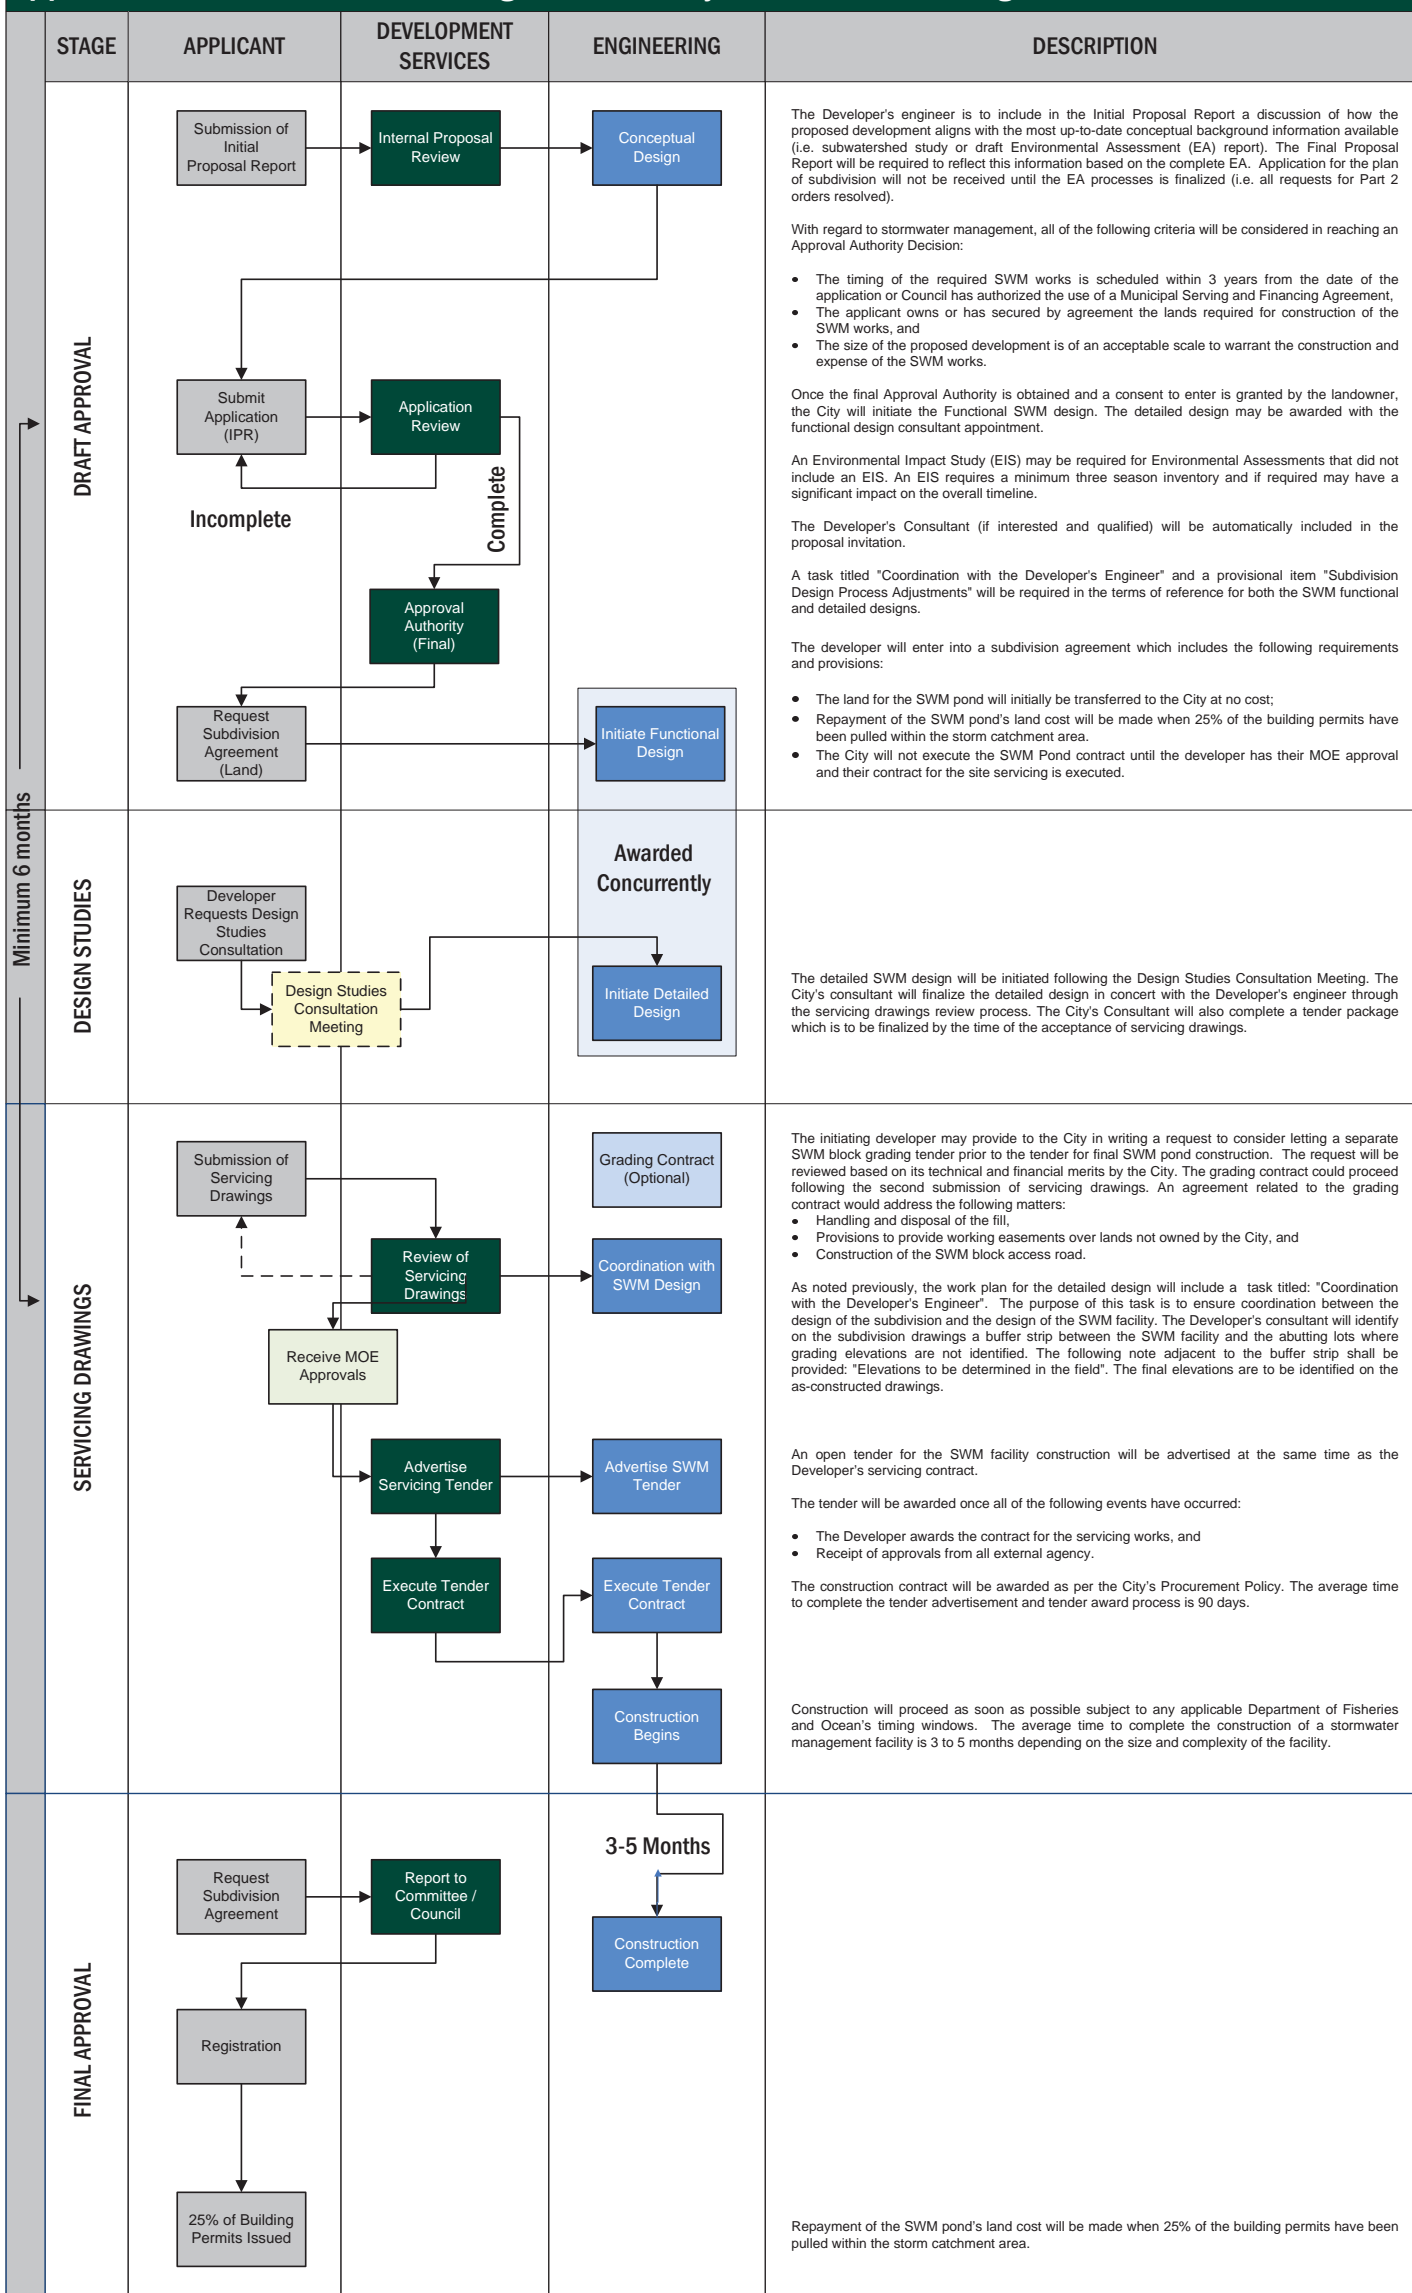 STAGE
APPLICANT
DEVELOPMENT
SERVICES
ENGINEERING
DESCRIPTION
Minimum 6 months
DRAFT APPROVAL
Submission of
Initial
Proposal Report
Internal Proposal
Review
Conceptual
Design
Submit
Application
(IPR)
Application
Review
Incomplete
Complete
Approval
Authority
(Final)
Request
Subdivision
Agreement
(Land)
Initiate Functional
Design
The Developer's engineer is to include in the Initial Proposal Report a discussion of how the
proposed development aligns with the most up-to-date conceptual background information available
(i.e. subwatershed study or draft Environmental Assessment (EA) report). The Final Proposal
Report will be required to reflect this information based on the complete EA. Application for the plan
of subdivision will not be received until the EA processes is finalized (i.e. all requests for Part 2
orders resolved).
With regard to stormwater management, all of the following criteria will be considered in reaching an
Approval Authority Decision:
• The timing of the required SWM works is scheduled within 3 years from the date of the
application or Council has authorized the use of a Municipal Serving and Financing Agreement,
• The applicant owns or has secured by agreement the lands required for construction of the
SWM works, and
• The size of the proposed development is of an acceptable scale to warrant the construction and
expense of the SWM works.
Once the final Approval Authority is obtained and a consent to enter is granted by the landowner,
the City will initiate the Functional SWM design. The detailed design may be awarded with the
functional design consultant appointment.
An Environmental Impact Study (EIS) may be required for Environmental Assessments that did not
include an EIS. An EIS requires a minimum three season inventory and if required may have a
significant impact on the overall timeline.
The Developer's Consultant (if interested and qualified) will be automatically included in the
proposal invitation.
A task titled "Coordination with the Developer's Engineer" and a provisional item "Subdivision
Design Process Adjustments" will be required in the terms of reference for both the SWM functional
and detailed designs.
The developer will enter into a subdivision agreement which includes the following requirements
and provisions:
• The land for the SWM pond will initially be transferred to the City at no cost;
• Repayment of the SWM pond's land cost will be made when 25% of the building permits have
been pulled within the storm catchment area.
• The City will not execute the SWM Pond contract until the developer has their MOE approval
and their contract for the site servicing is executed.
DESIGN STUDIES
Awarded
Concurrently
Developer
Requests Design
Studies
Consultation
Design Studies
Consultation
Meeting
Initiate Detailed
Design
The detailed SWM design will be initiated following the Design Studies Consultation Meeting. The
City's consultant will finalize the detailed design in concert with the Developer's engineer through
the servicing drawings review process. The City's Consultant will also complete a tender package
which is to be finalized by the time of the acceptance of servicing drawings.
SERVICING DRAWINGS
Submission of
Servicing
Drawings
Grading Contract
(Optional)
Review of
Servicing
Drawings
Coordination with
SWM Design
Receive MOE
Approvals
Advertise
Servicing Tender
Advertise SWM
Tender
Execute Tender
Contract
Execute Tender
Contract
Construction
Begins
The initiating developer may provide to the City in writing a request to consider letting a separate
SWM block grading tender prior to the tender for final SWM pond construction. The request will be
reviewed based on its technical and financial merits by the City. The grading contract could proceed
following the second submission of servicing drawings. An agreement related to the grading
contract would address the following matters:
• Handling and disposal of the fill,
• Provisions to provide working easements over lands not owned by the City, and
• Construction of the SWM block access road.
As noted previously, the work plan for the detailed design will include a task titled: "Coordination
with the Developer's Engineer". The purpose of this task is to ensure coordination between the
design of the subdivision and the design of the SWM facility. The Developer's consultant will identify
on the subdivision drawings a buffer strip between the SWM facility and the abutting lots where
grading elevations are not identified. The following note adjacent to the buffer strip shall be
provided: "Elevations to be determined in the field". The final elevations are to be identified on the
as-constructed drawings.
An open tender for the SWM facility construction will be advertised at the same time as the
Developer's servicing contract.
The tender will be awarded once all of the following events have occurred:
• The Developer awards the contract for the servicing works, and
• Receipt of approvals from all external agency.
The construction contract will be awarded as per the City's Procurement Policy. The average time
to complete the tender advertisement and tender award process is 90 days.
Construction will proceed as soon as possible subject to any applicable Department of Fisheries
and Ocean's timing windows. The average time to complete the construction of a stormwater
management facility is 3 to 5 months depending on the size and complexity of the facility.
FINAL APPROVAL
3-5 Months
Request
Subdivision
Agreement
Report to
Committee /
Council
Construction
Complete
Registration
25% of Building
Permits Issued
Repayment of the SWM pond's land cost will be made when 25% of the building permits have been
pulled within the storm catchment area.